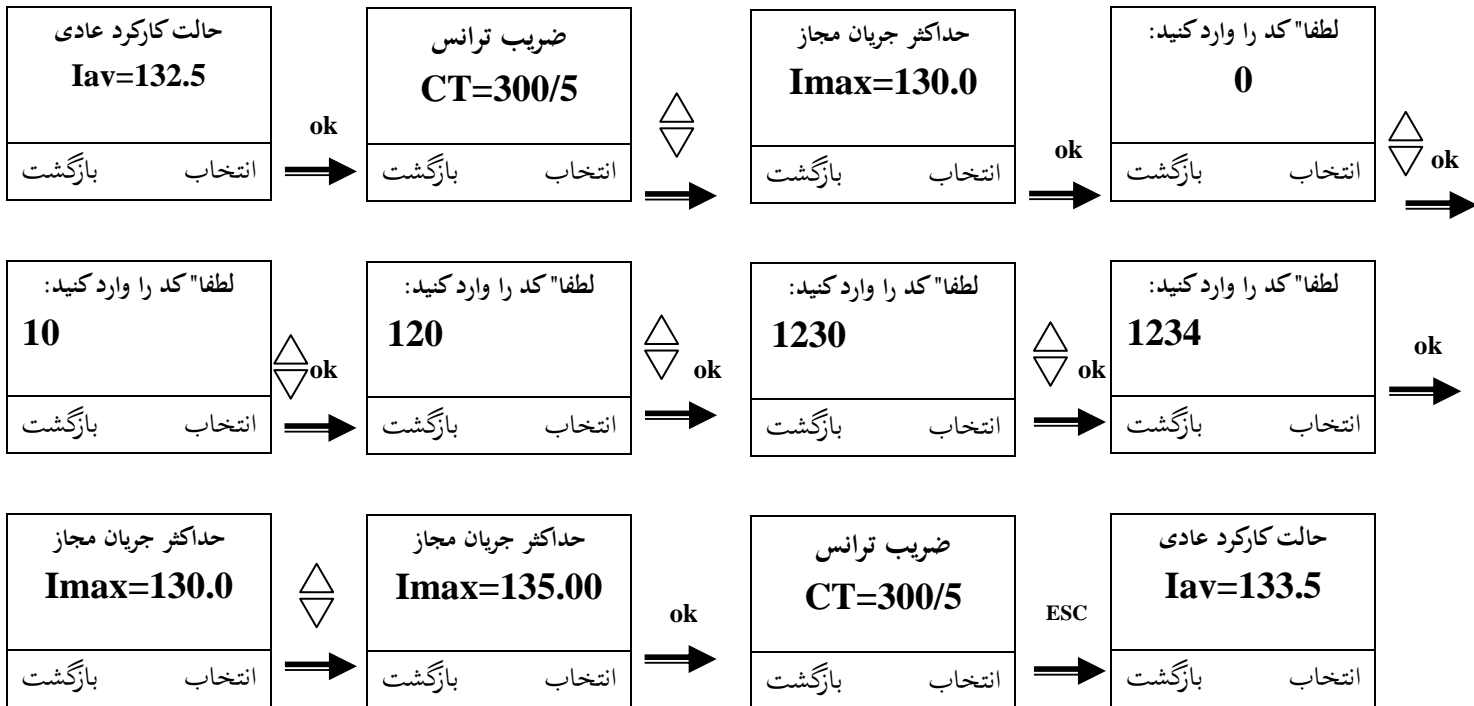 حالت کارکرد عادی
Iav=132.5
انتخاب بازگشت
ok
ضریب ترانس
CT=300/5
انتخاب بازگشت
حداکثر جریان مجاز
Imax=130.0
انتخاب بازگشت
ok
لطفا" کد را وارد کنید:
0
انتخاب بازگشت
ok
لطفا" کد را وارد کنید:
10
انتخاب بازگشت
ok
لطفا" کد را وارد کنید:
120
انتخاب بازگشت
ok
لطفا" کد را وارد کنید:
1230
انتخاب بازگشت
ok
لطفا" کد را وارد کنید:
1234
انتخاب بازگشت
ok
حداکثر جریان مجاز
Imax=130.0
انتخاب بازگشت
حداکثر جریان مجاز
Imax=135.00
انتخاب بازگشت
ok
ضریب ترانس
CT=300/5
انتخاب بازگشت
ESC
حالت کارکرد عادی
Iav=133.5
انتخاب بازگشت